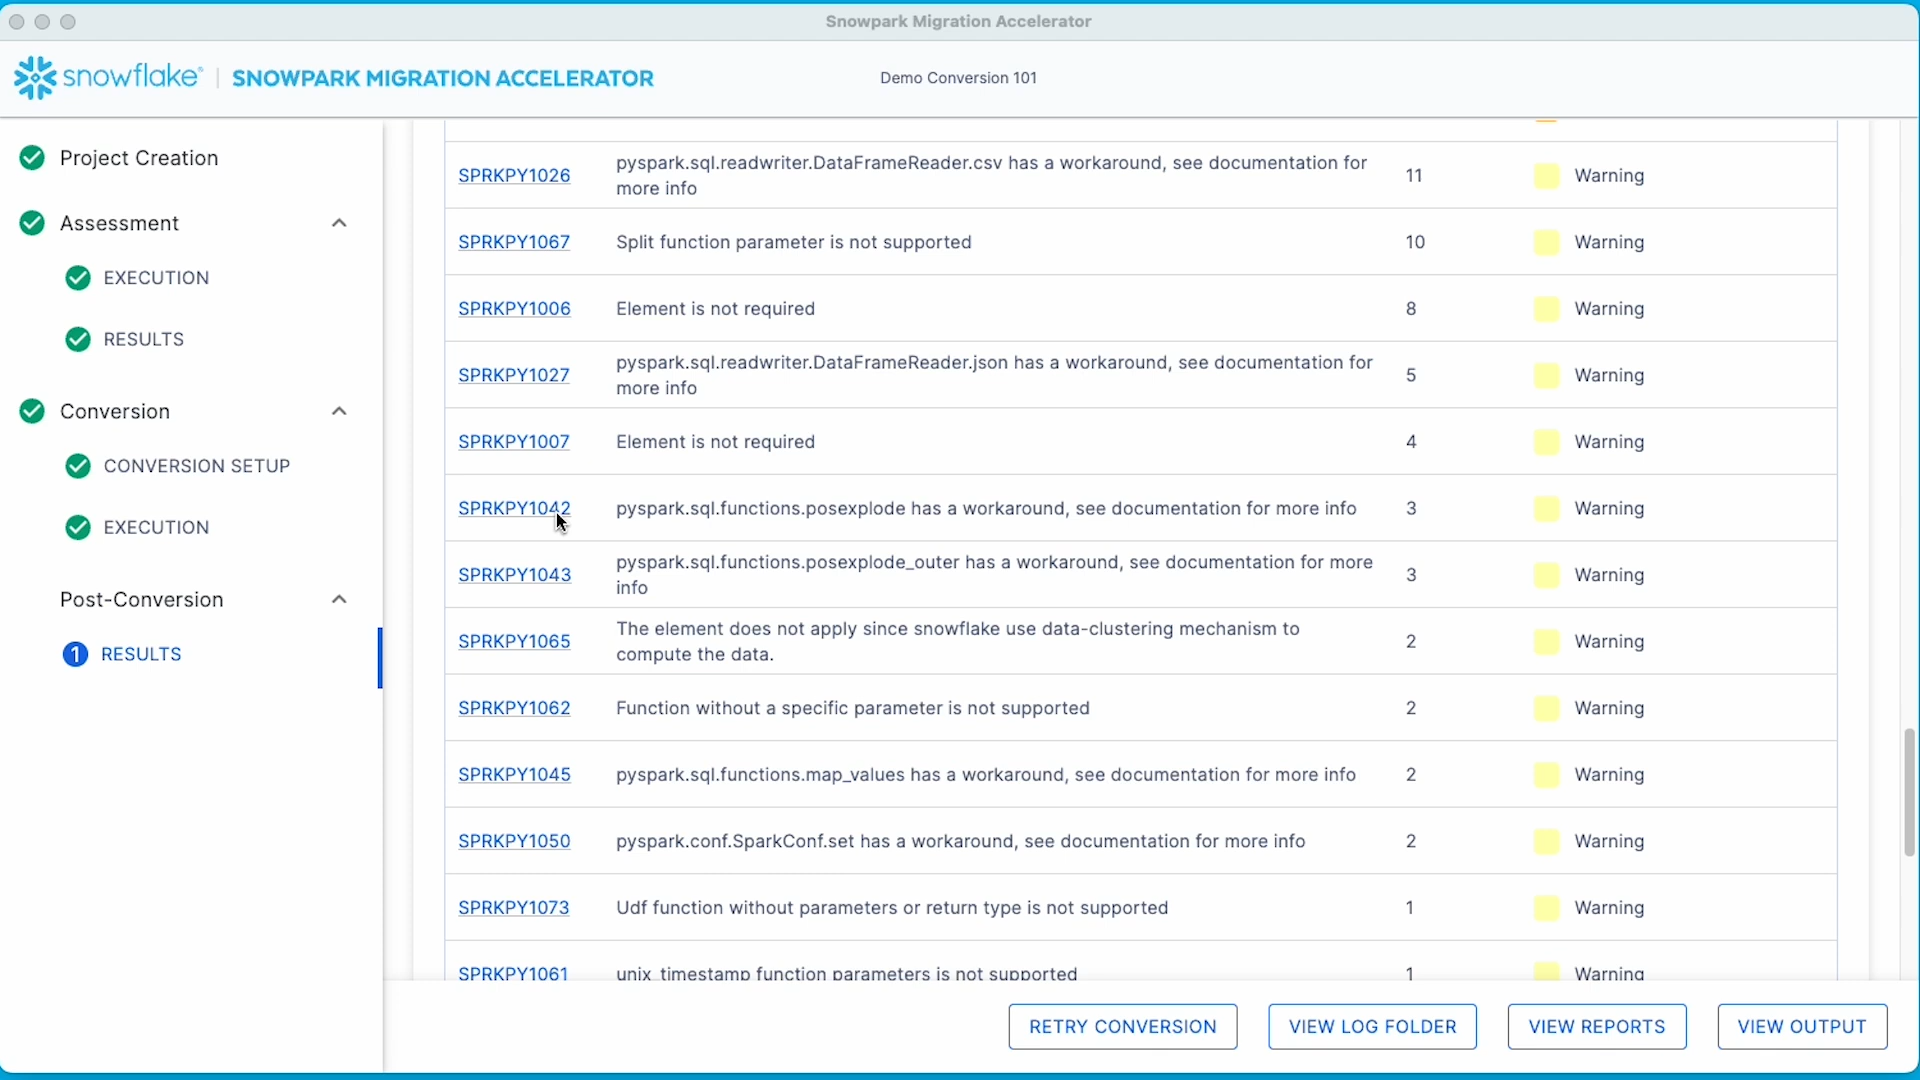 Snowpark Migration Accelerator
snowflake® | SNOWPARK MIGRATION ACCELERATOR
Demo Conversion 101
Project Creation
Assessment
EXECUTION
RESULTS
Conversion
CONVERSION SETUP
EXECUTION
Post-Conversion
1 RESULTS
SPRKPY1026 pyspark.sql.readwriter.DataFrameReader.csv has a workaround, see documentation for
more info 11 Warning
SPRKPY1067 Split function parameter is not supported 10 Warning
SPRKPY1006 Element is not required 8 Warning
SPRKPY1027 pyspark.sql.readwriter.DataFrameReader.json has a workaround, see documentation for
more info 5 Warning
SPRKPY1007 Element is not required 4 Warning
SPRKPY1042 pyspark.sql.functions.posexplode has a workaround, see documentation for more info 3 Warning
SPRKPY1043 pyspark.sql.functions.posexplode_outer has a workaround, see documentation for more
info 3 Warning
SPRKPY1065 The element does not apply since snowflake use data-clustering mechanism to
compute the data. 2 Warning
SPRKPY1062 Function without a specific parameter is not supported 2 Warning
SPRKPY1045 pyspark.sql.functions.map_values has a workaround, see documentation for more info 2 Warning
SPRKPY1050 pyspark.conf.SparkConf.set has a workaround, see documentation for more info 2 Warning
SPRKPY1073 Udf function without parameters or return type is not supported 1 Warning
SPRKPY1061 unix_timestamp function parameters is not supported 1 Warning
RETRY CONVERSION
VIEW LOG FOLDER
VIEW REPORTS
VIEW OUTPUT